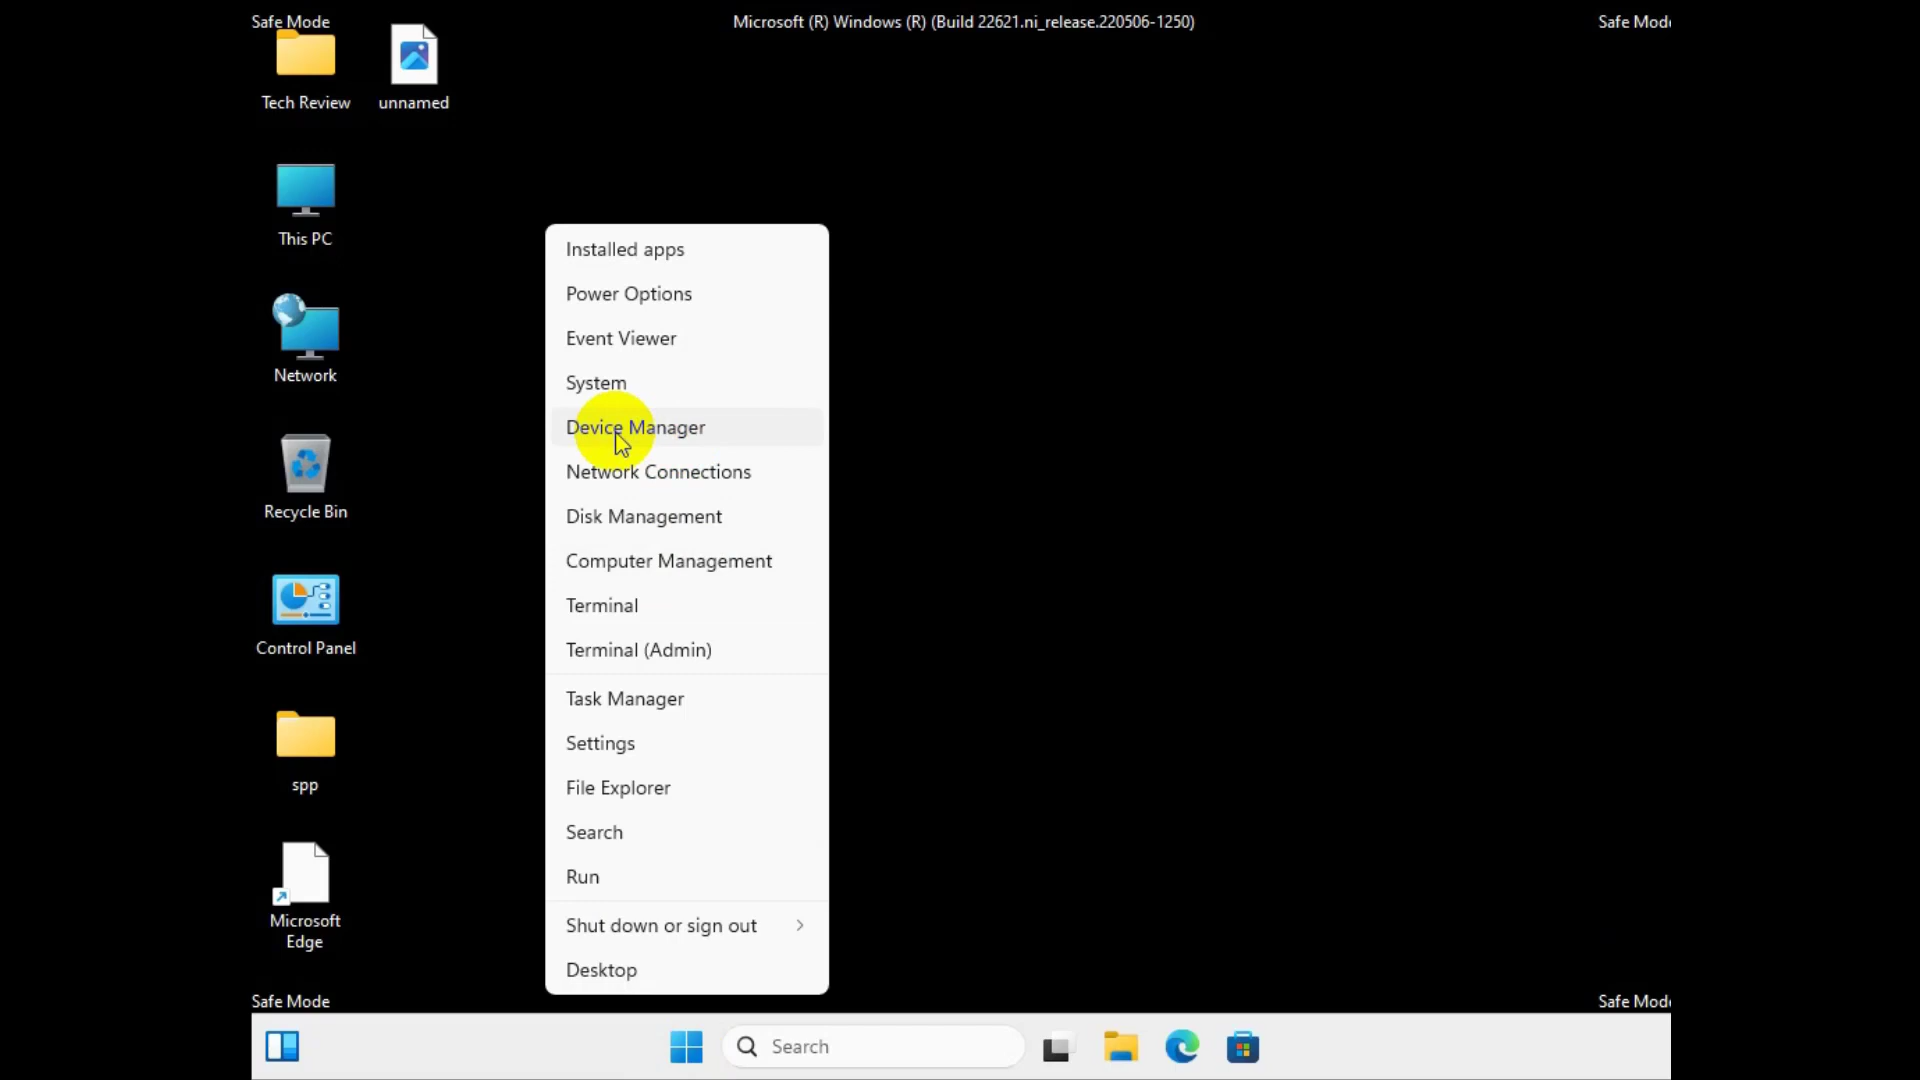 Safe Mode
Microsoft (R) Windows (R) (Build 22621.ni_release.220506-1250)
Safe Mode
Tech Review
unnamed
This PC
Network
Recycle Bin
Control Panel
spp
Microsoft
Edge
Installed apps
Power Options
Event Viewer
System
Device Manager
Network Connections
Disk Management
Computer Management
Terminal
Terminal (Admin)
Task Manager
Settings
File Explorer
Search
Run
Shut down or sign out
Desktop
Safe Mode
Safe Mode
Search